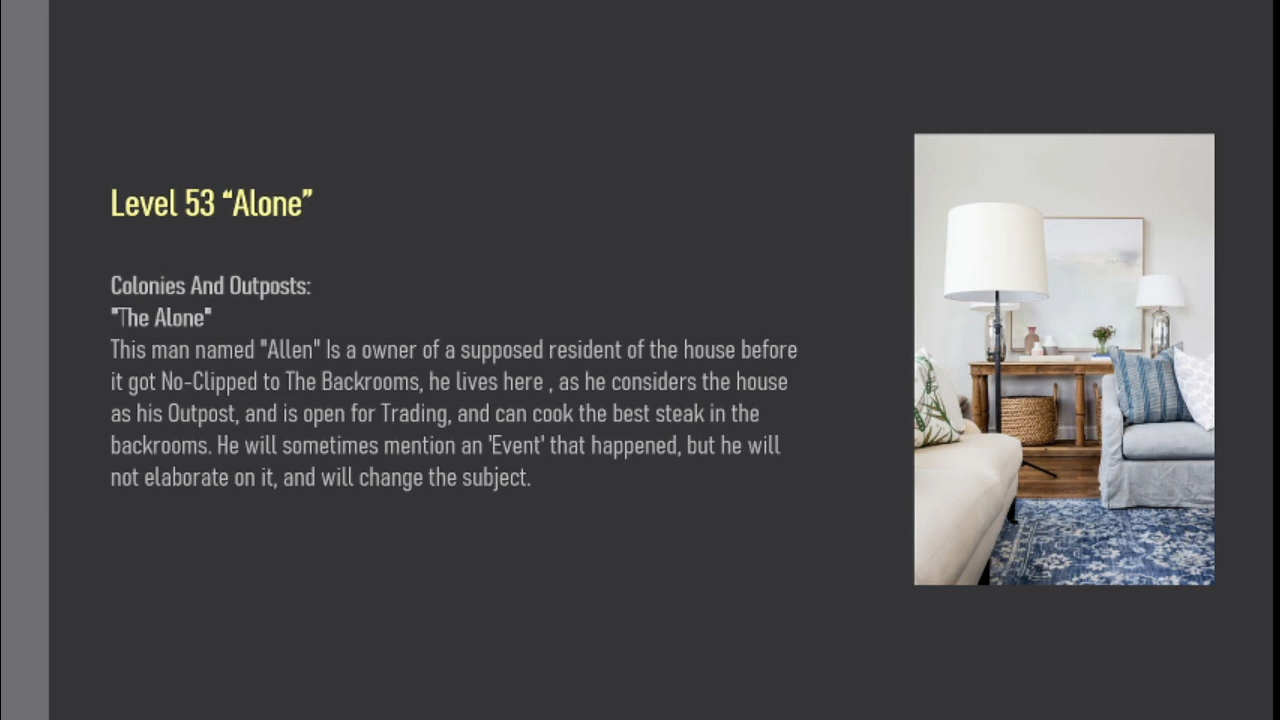 Level 53 “Alone”
Colonies And Outposts:
"The Alone"
This man named "Allen" Is a owner of a supposed resident of the house before
it got No-Clipped to The Backrooms, he lives here , as he considers the house
as his Outpost, and is open for Trading, and can cook the best steak in the
backrooms. He will sometimes mention an 'Event' that happened, but he will
not elaborate on it, and will change the subject.